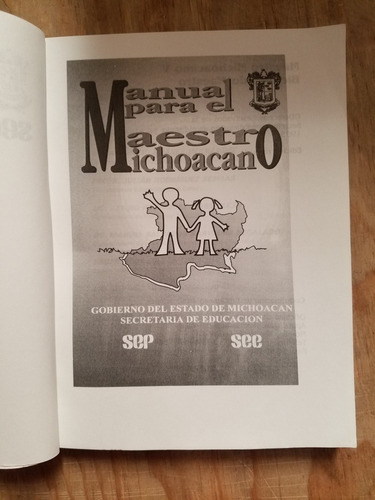 Manual
para el
Maestro
MichoacanO
GOBIERNO DEL ESTADO DE MICHOACAN
SECRETARIA DE EDUCACION
SEP see